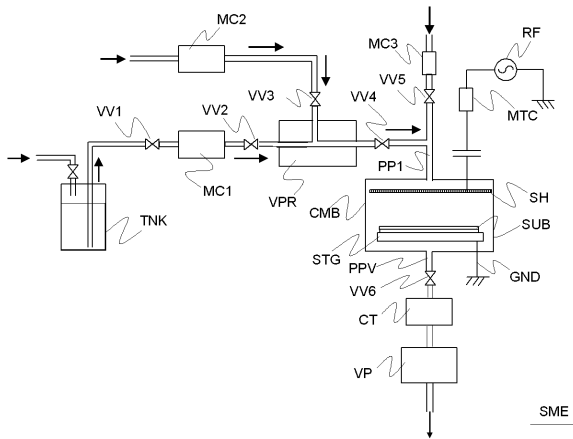 MC2
MC3
RF
VV5
VV3
VV4
MTC
VV1
VV2
MC1
VPR
PP1
CMB
SH
TNK
STG
SUB
PPV
GND
VV6
CT
VP
SME